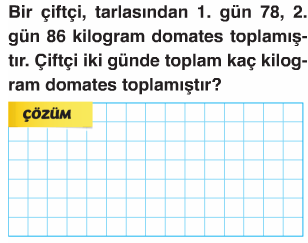 Bir çiftçi, tarlasından 1. gün 78, 2.
gün 86 kilogram domates toplamış-
tır. Çiftçi iki günde toplam kaç kilog-
ram domates toplamıştır?
ÇÖZÜM